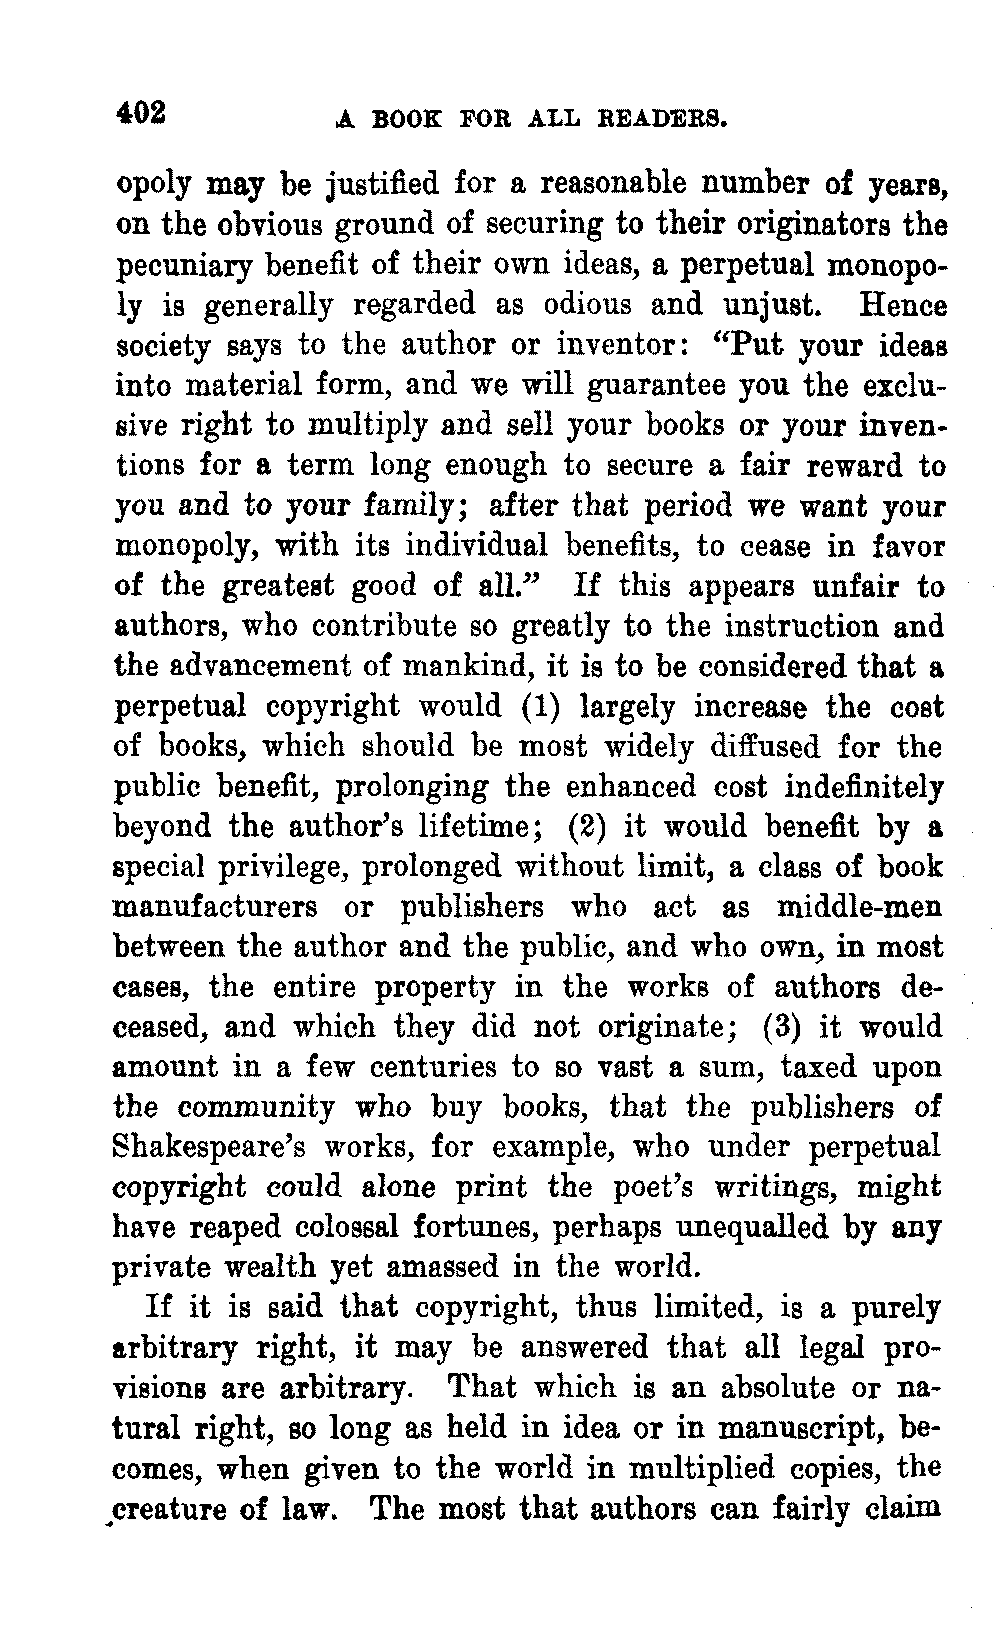 402 A BOOK FOR ALL READERS.
opoly may be justified for a reasonable number of years,
on the obvious ground of securing to their originators the
pecuniary benefit of their own ideas, a perpetual monopo-
ly is generally regarded as odious and unjust. Hence
society says to the author or inventor: “Put your ideas
into material form, and we will guarantee you the exclu-
sive right to multiply and sell your books or your inven-
tions for a term long enough to secure a fair reward to
you and to your family; after that period we want your
monopoly, with its individual benefits, to cease in favor
of the greatest good of all.” If this appears unfair to
authors, who contribute so greatly to the instruction and
the advancement of mankind, it is to be considered that a
perpetual copyright would (1) largely increase the cost
of books, which should be most widely diffused for the
public benefit, prolonging the enhanced cost indefinitely
beyond the author’s lifetime; (2) it would benefit by a
special privilege, prolonged without limit, a class of book
manufacturers or publishers who act as middle-men
between the author and the public, and who own, in most
cases, the entire property in the works of authors de-
ceased, and which they did not originate; (3) it would
amount in a few centuries to so vast a sum, taxed upon
the community who buy books, that the publishers of
Shakespeare’s works, for example, who under perpetual
copyright could alone print the poet’s writings, might
have reaped colossal fortunes, perhaps unequalled by any
private wealth yet amassed in the world.
If it is said that copyright, thus limited, is a purely
arbitrary right, it may be answered that all legal pro-
visions are arbitrary. That which is an absolute or na-
tural right, so long as held in idea or in manuscript, be-
comes, when given to the world in multiplied copies, the
creature of law. The most that authors can fairly claim